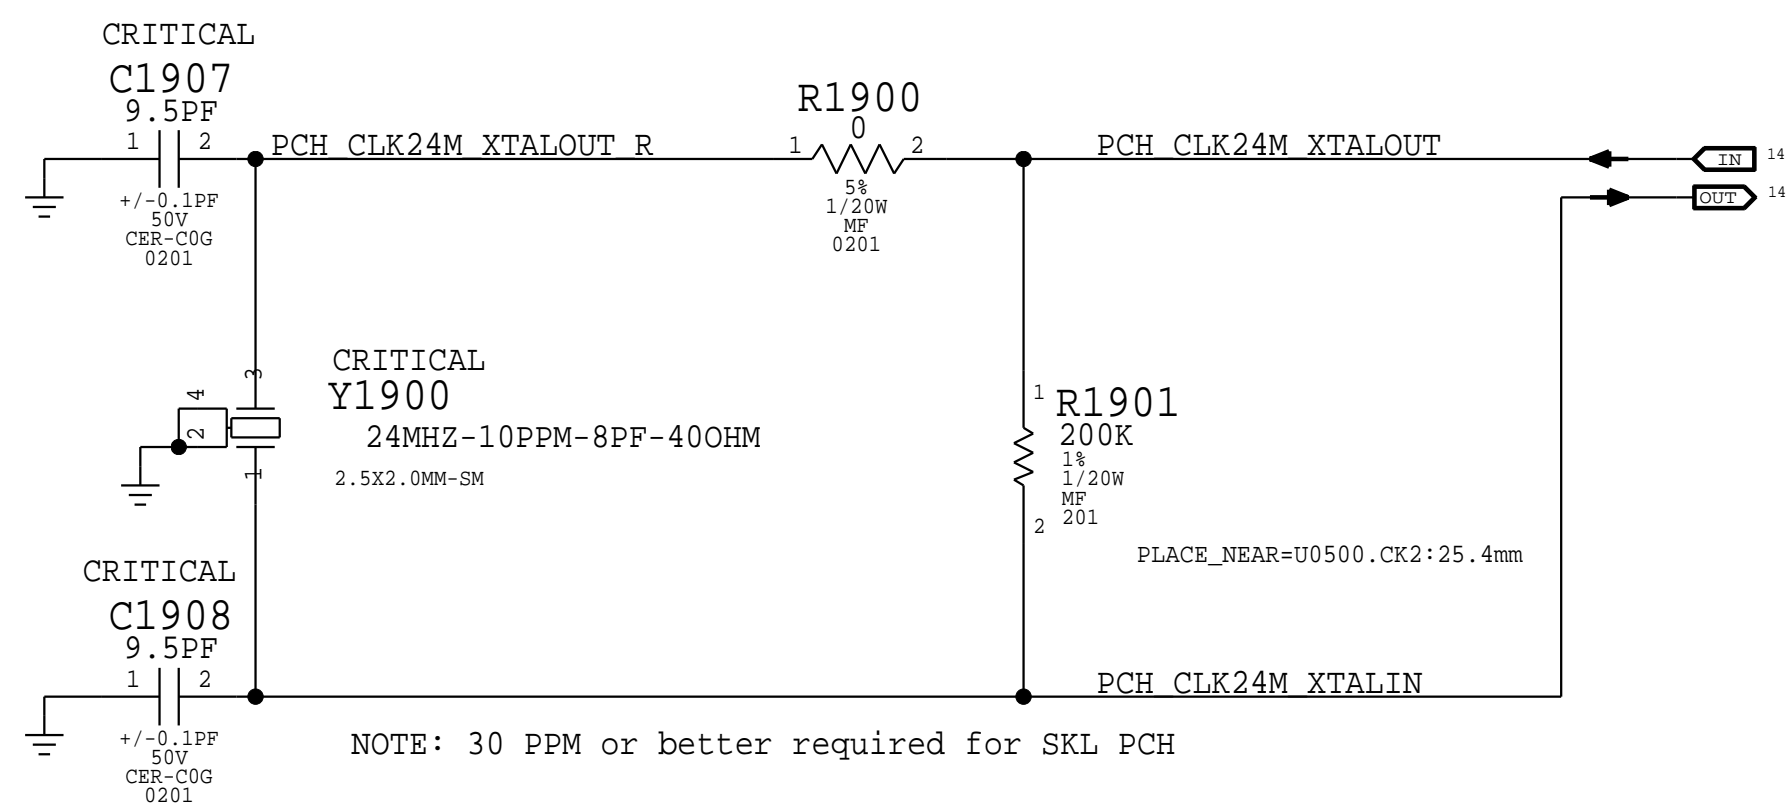 CRITICAL
C1907
9.5PF
1 2
+/-0.1PF
50V
CER-C0G
0201
PCH_CLK24M_XTALOUT_R
R1900
0
1 2
5%
1/20W
MF
0201
PCH_CLK24M_XTALOUT
IN 14
OUT 14
CRITICAL
Y1900
24MHZ-10PPM-8PF-40OHM
2.5X2.0MM-SM
3
4
2
1
1
R1901
200K
1%
1/20W
MF
201
2
PLACE_NEAR=U0500.CK2:25.4mm
CRITICAL
C1908
9.5PF
1 2
+/-0.1PF
50V
CER-C0G
0201
PCH_CLK24M_XTALIN
NOTE: 30 PPM or better required for SKL PCH